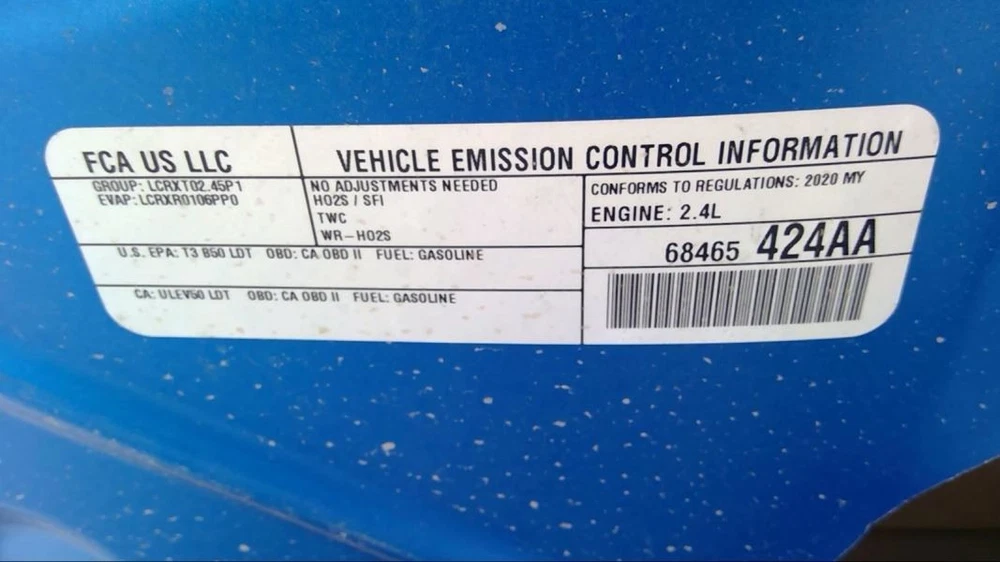 FCA US LLC
VEHICLE EMISSION CONTROL INFORMATION
GROUP: LCRXT02.45P1
EVAP: LCRXR0106PP0
NO ADJUSTMENTS NEEDED
HO2S / SFI
TWC
WR-HO2S
CONFORMS TO REGULATIONS: 2020 MY
ENGINE: 2.4L
68465 424AA
U.S. EPA: T3 B50 LDT OBD: CA OBD II FUEL: GASOLINE
CA: ULEV50 LDT OBD: CA OBD II FUEL: GASOLINE